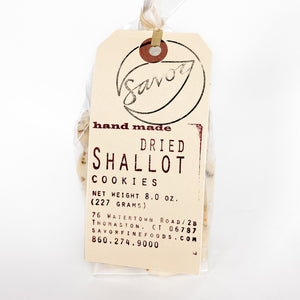 Savor
hand made
DRIED
SHALLOT
COOKIES
NET WEIGHT 8.0 OZ.
(227 GRAMS)
76 WATERTOWN ROAD/2B
THOMASTON, CT 06787
SAVORFINEFOODS.COM
860.274.9000